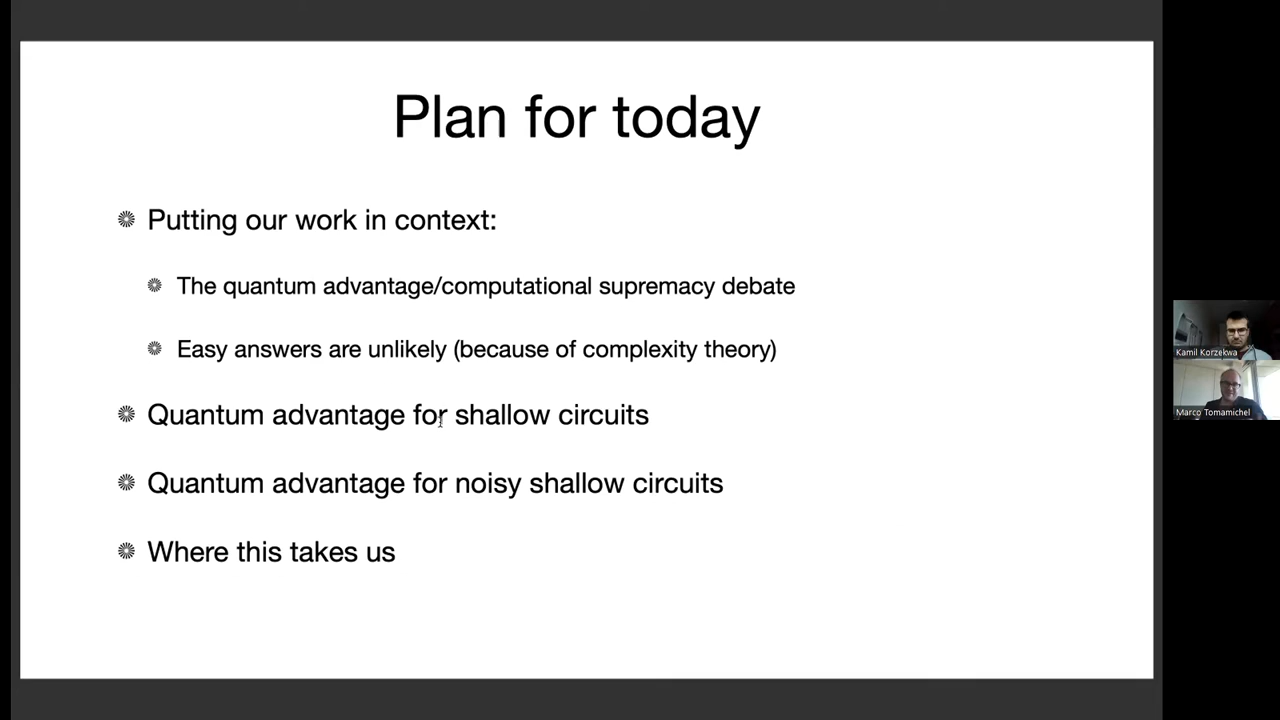 Plan for today
Putting our work in context:
The quantum advantage/computational supremacy debate
Easy answers are unlikely (because of complexity theory)
Quantum advantage for shallow circuits
Quantum advantage for noisy shallow circuits
Where this takes us
Kamil Korzekwa
Marco Tomamichel